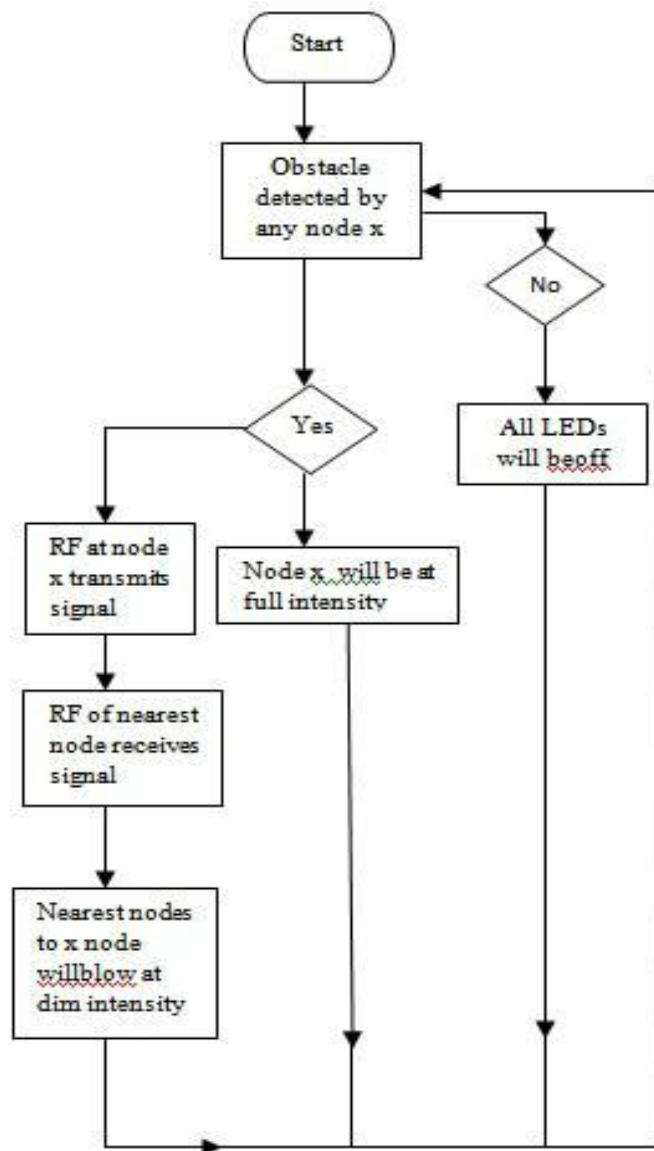 Start
Obstacle
detected by
any node x
No
Yes
All LEDs
will beoff
RF at node
x transmits
signal
Node x will be at
full intensity
RF of nearest
node receives
signal
Nearest nodes
to x node
willblow at
dim intensity